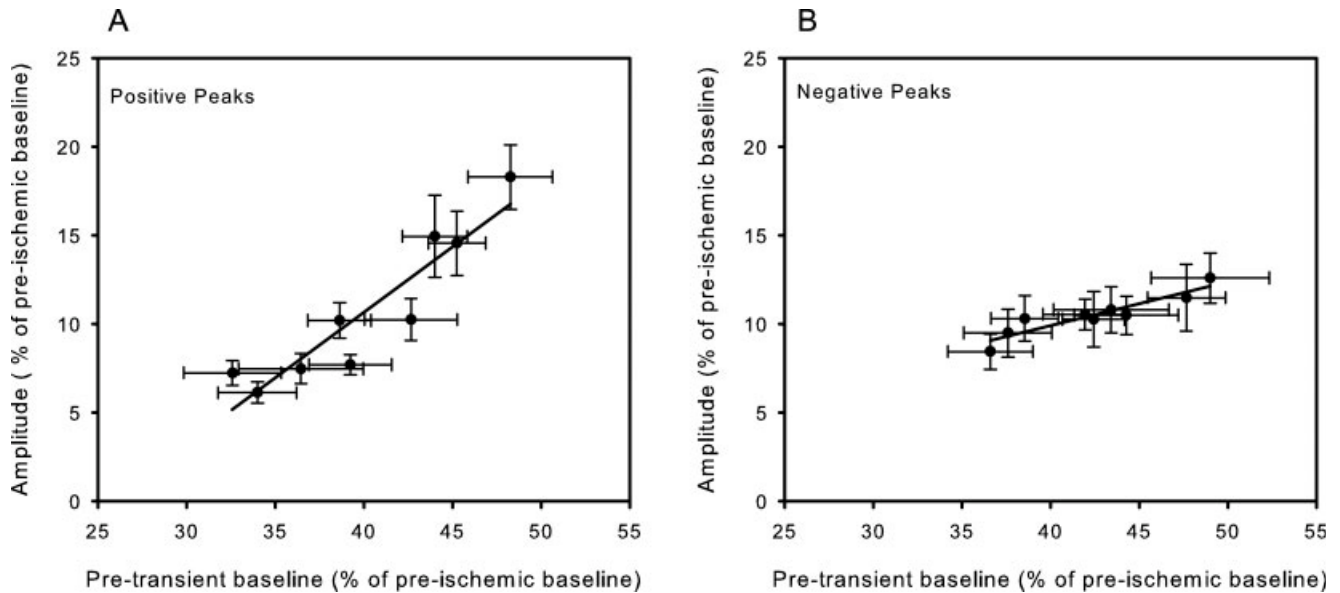 A
Positive Peaks
Amplitude ( % of pre-ischemic baseline)
25
20
15
10
5
0
25 30 35 40 45 50 55
Pre-transient baseline (% of pre-ischemic baseline)
B
Negative Peaks
Amplitude (% of pre-ischemic baseline)
25
20
15
10
5
0
25 30 35 40 45 50 55
Pre-transient baseline (% of pre-ischemic baseline)